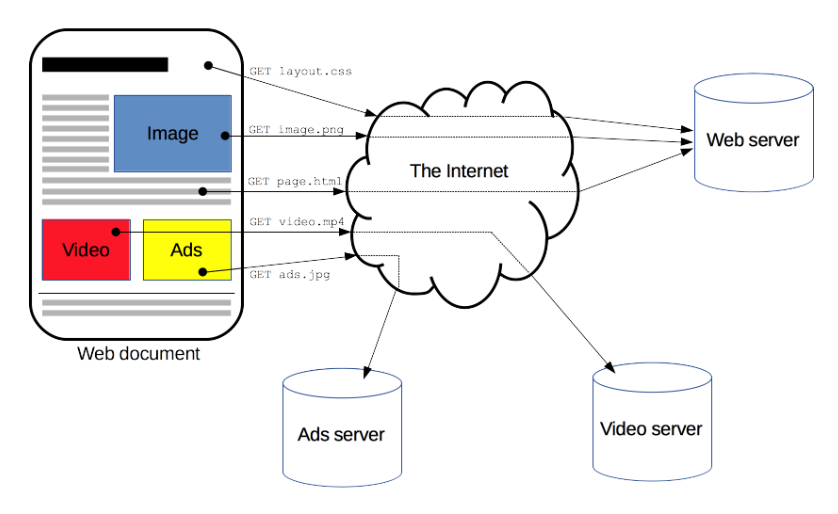 GET layout.css
GET image.png
Image
The Internet
Web server
GET page.html
GET video.mp4
Video
Ads
GET ads.jpg
Web document
Ads server
Video server